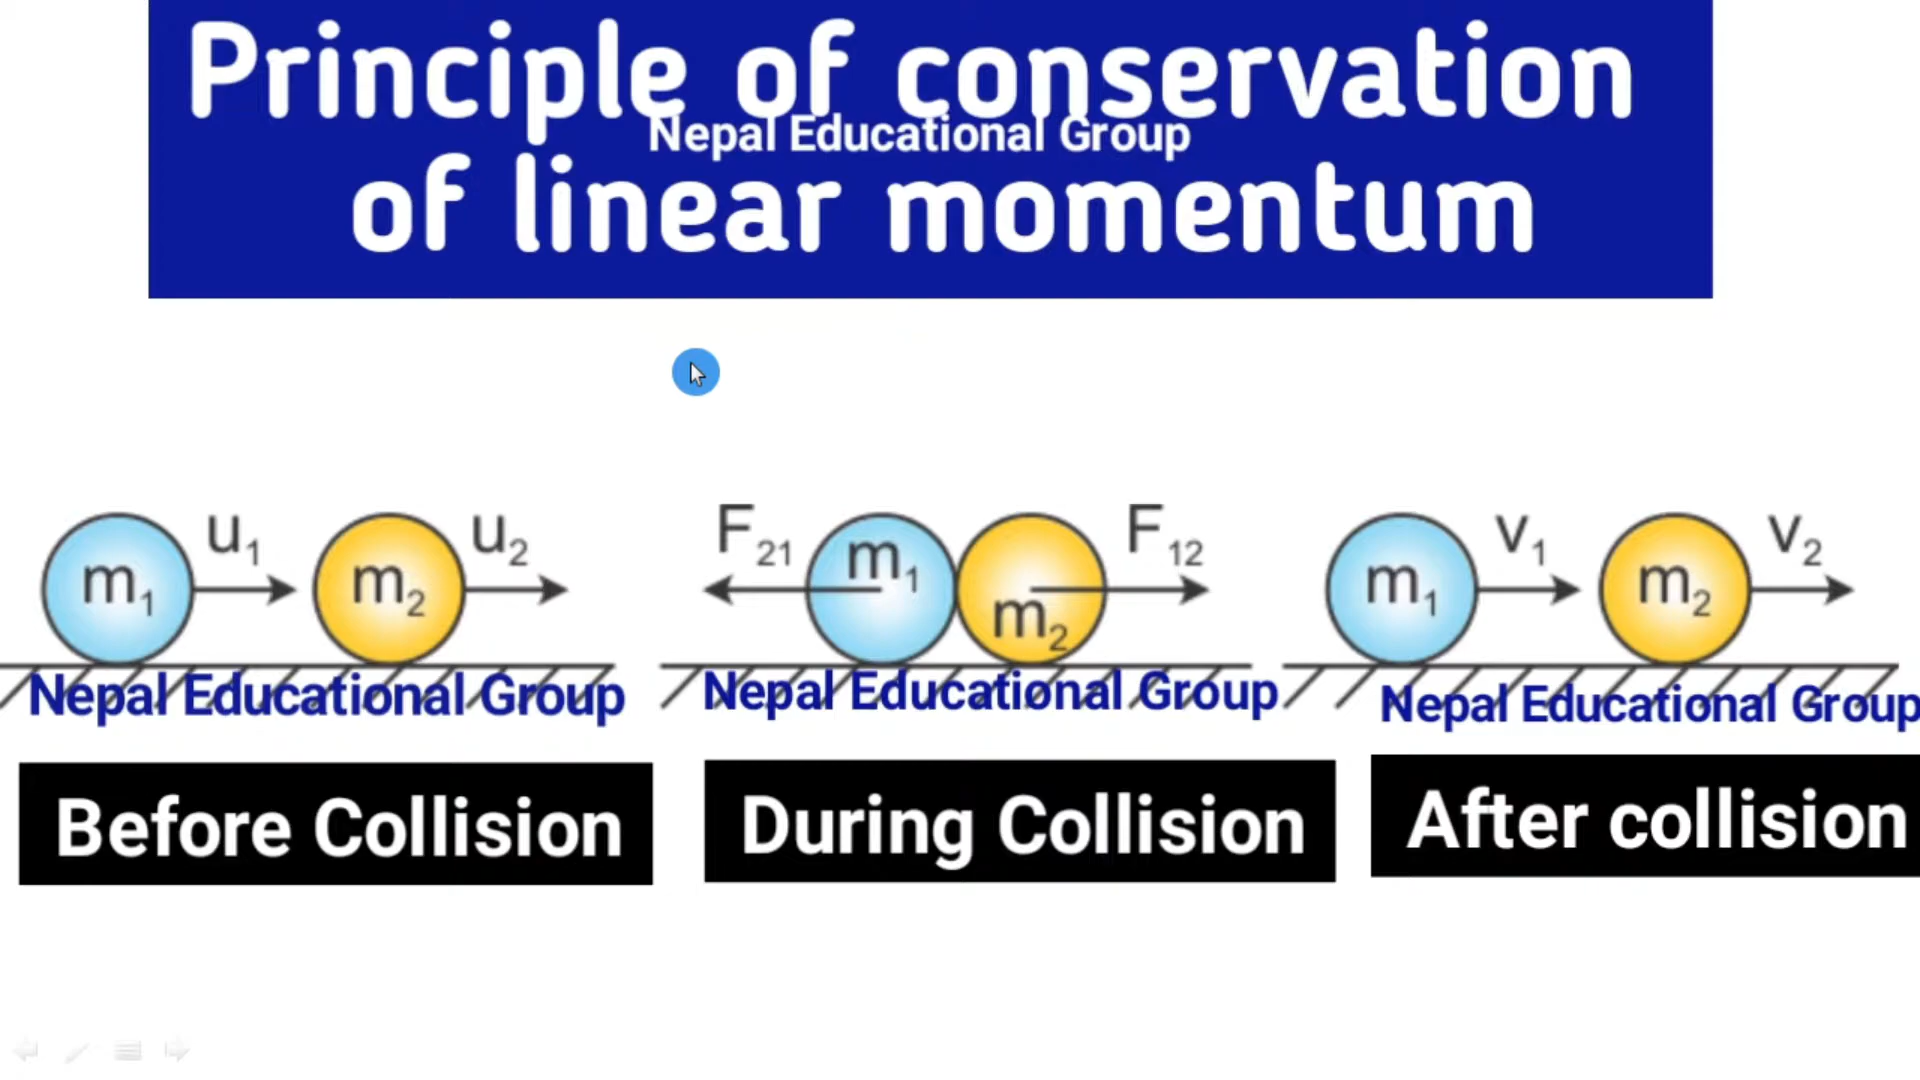 Principle of conservation
Nepal Educational Group
of linear momentum
m₁ u₁ m₂ u₂
F₂₁ m₁ m₂ F₁₂
m₁ v₁ m₂ v₂
Nepal Educational Group
Nepal Educational Group
Nepal Educational Group
Before Collision
During Collision
After collision